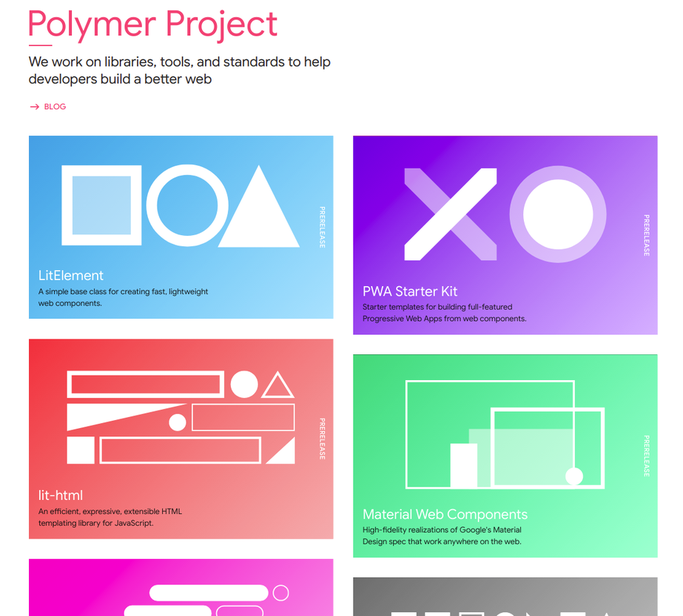 Polymer Project
We work on libraries, tools, and standards to help
developers build a better web
→ BLOG
PRERELEASE
LitElement
A simple base class for creating fast, lightweight
web components.
PRERELEASE
PWA Starter Kit
Starter templates for building full-featured
Progressive Web Apps from web components.
PRERELEASE
lit-html
An efficient, expressive, extensible HTML
templating library for JavaScript.
PRERELEASE
Material Web Components
High-fidelity realizations of Google's Material
Design spec that work anywhere on the web.